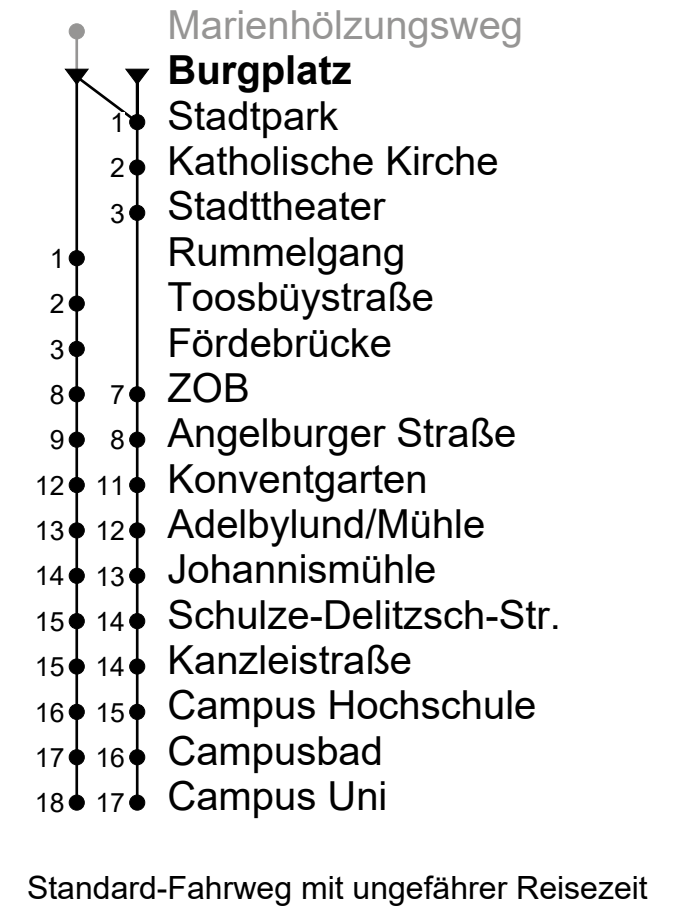 Marienhölzungsweg
Burgplatz
1 Stadtpark
2 Katholische Kirche
3 Stadttheater
1 Rummelgang
2 Toosbüystraße
3 Fördebrücke
8 7 ZOB
9 8 Angelburger Straße
12 11 Konventgarten
13 12 Adelbylund/Mühle
14 13 Johannismühle
15 14 Schulze-Delitzsch-Str.
15 14 Kanzleistraße
16 15 Campus Hochschule
17 16 Campusbad
18 17 Campus Uni
Standard-Fahrweg mit ungefährer Reisezeit